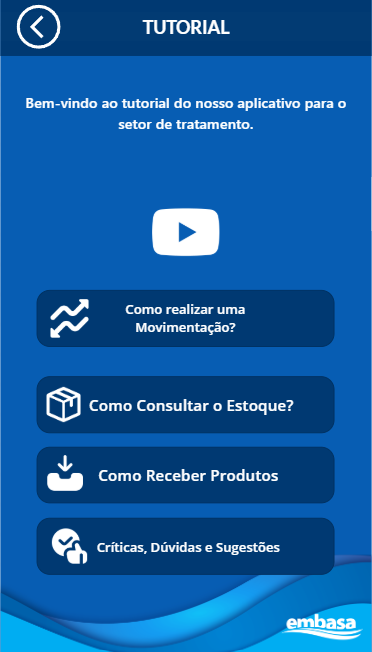 TUTORIAL
Bem-vindo ao tutorial do nosso aplicativo para o
setor de tratamento.
Como realizar uma
Movimentação?
Como Consultar o Estoque?
Como Receber Produtos
Críticas, Dúvidas e Sugestões
embasa